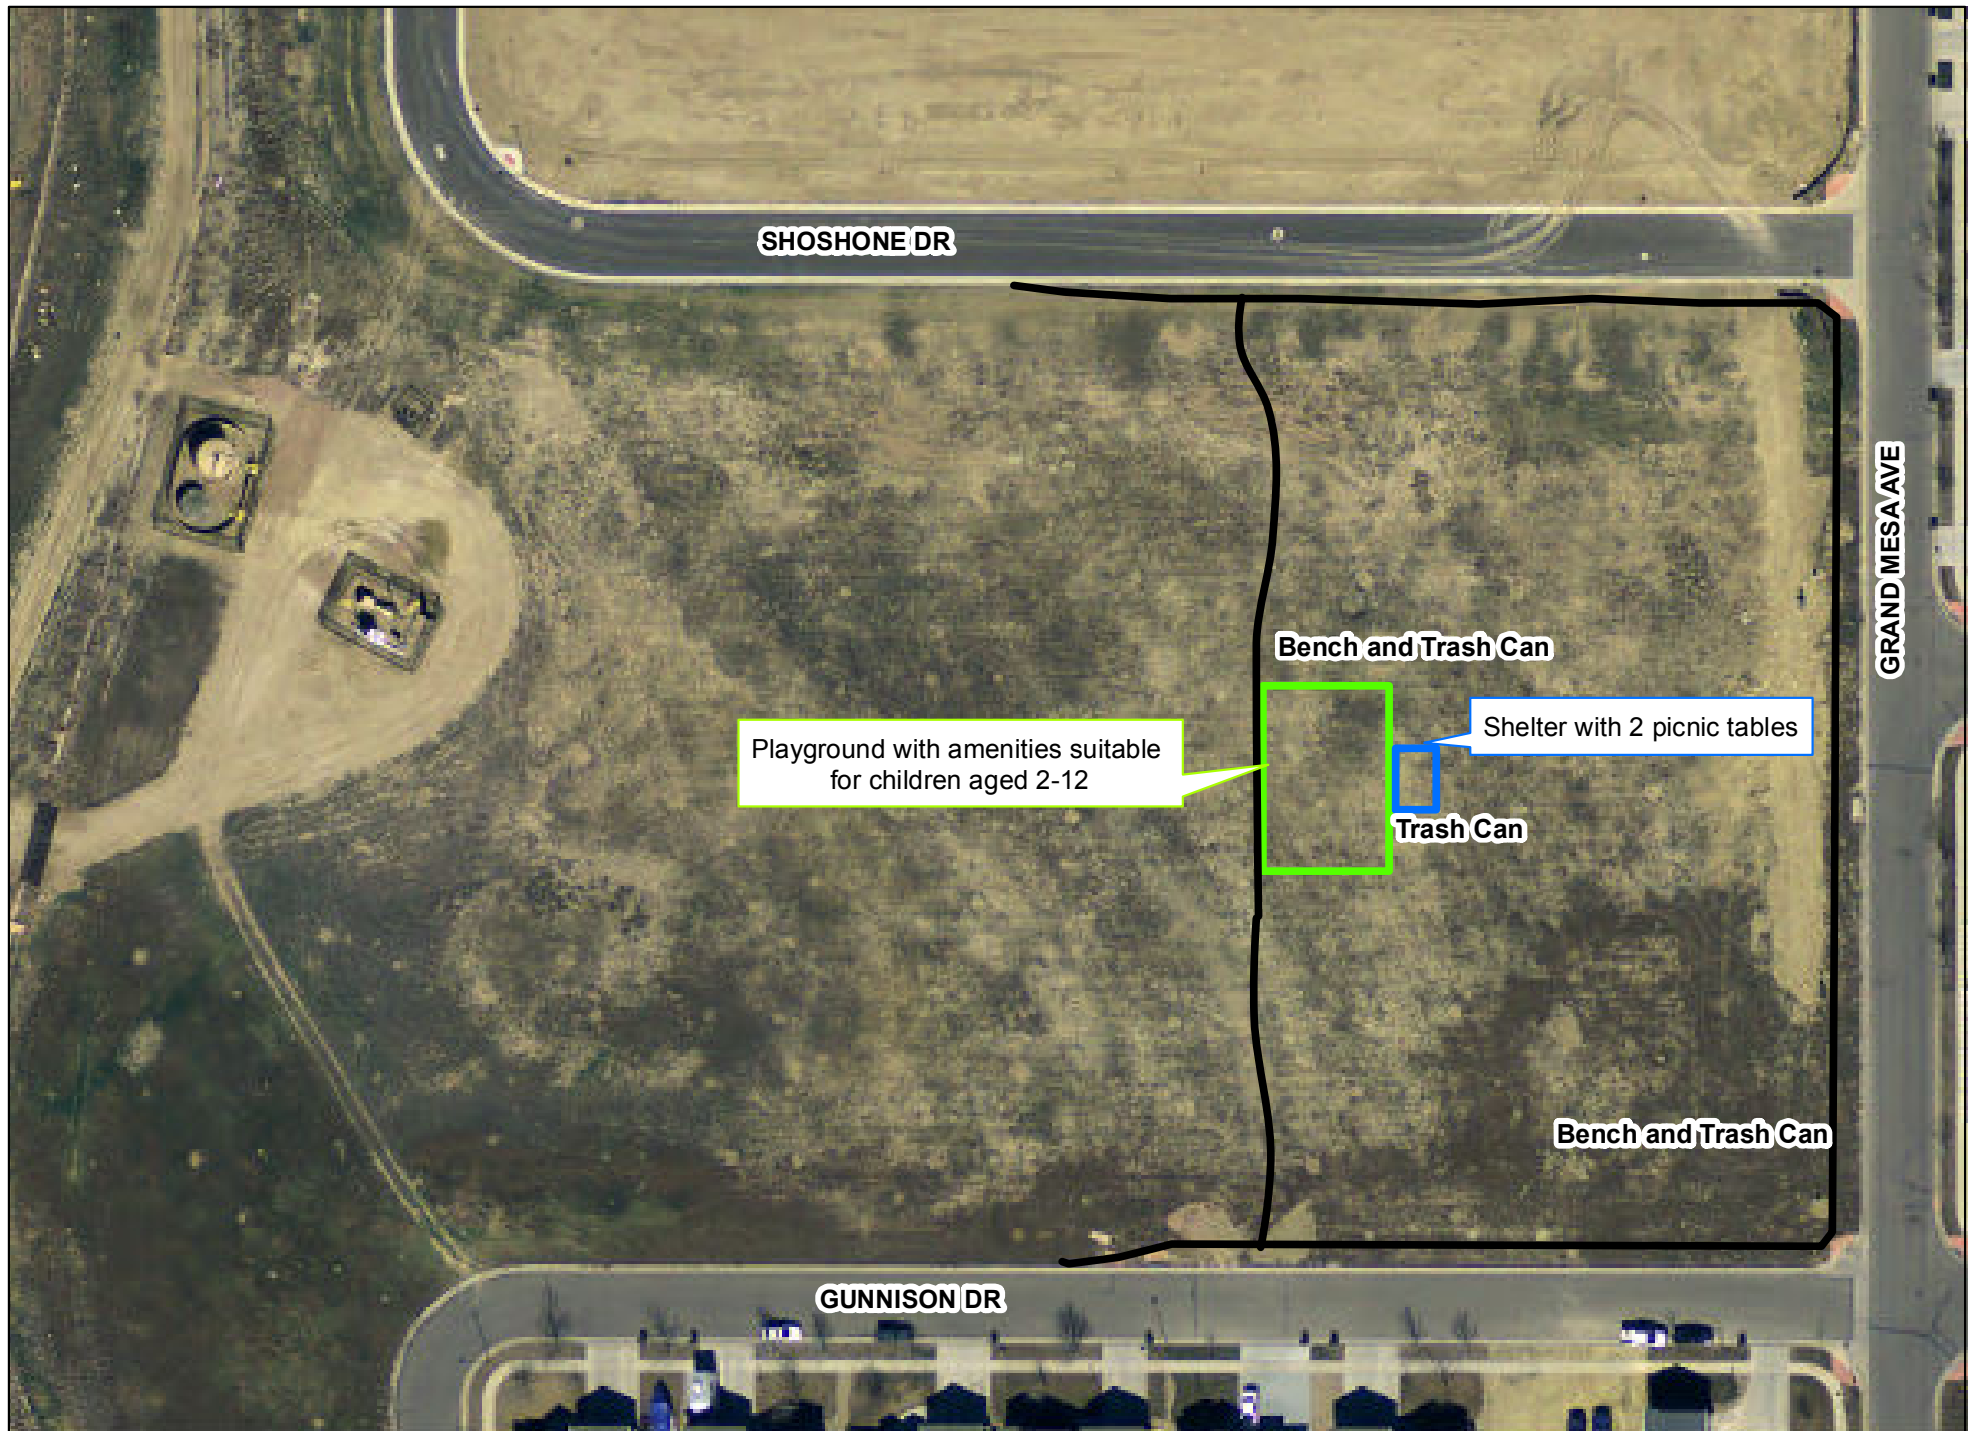 SHOSHONE DR
GRAND MESA AVE
Bench and Trash Can
Shelter with 2 picnic tables
Playground with amenities suitable
for children aged 2-12
Trash Can
Bench and Trash Can
GUNNISON DR